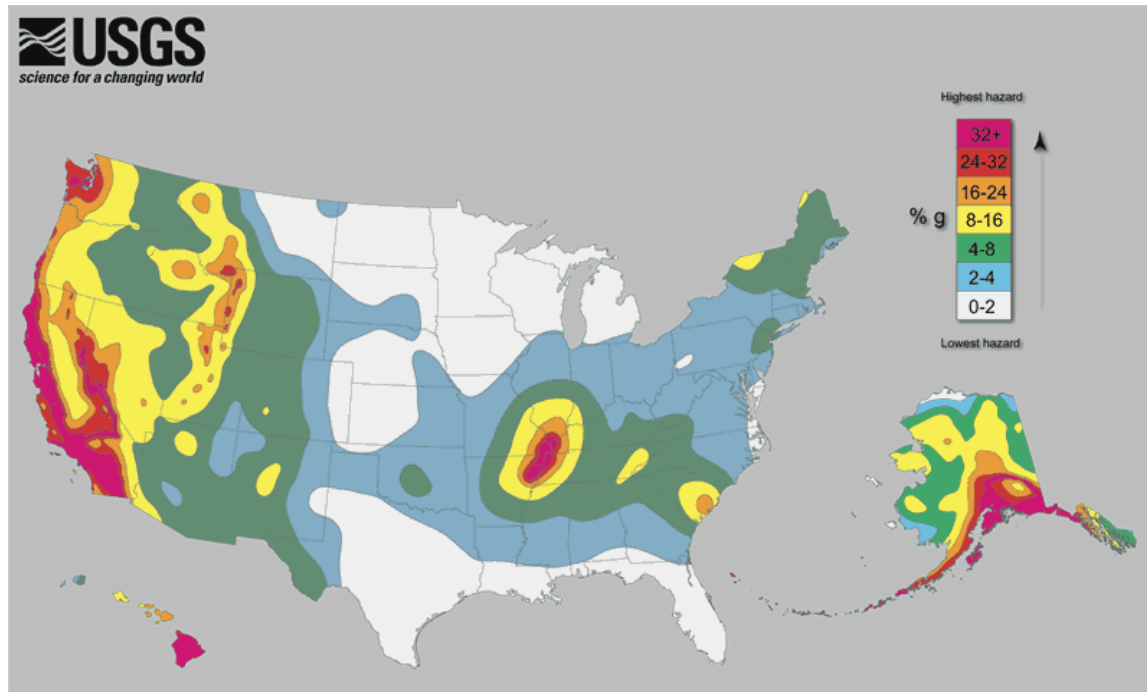 USGS
science for a changing world
Highest hazard
32+
24-32
16-24
% g
8-16
4-8
2-4
0-2
Lowest hazard